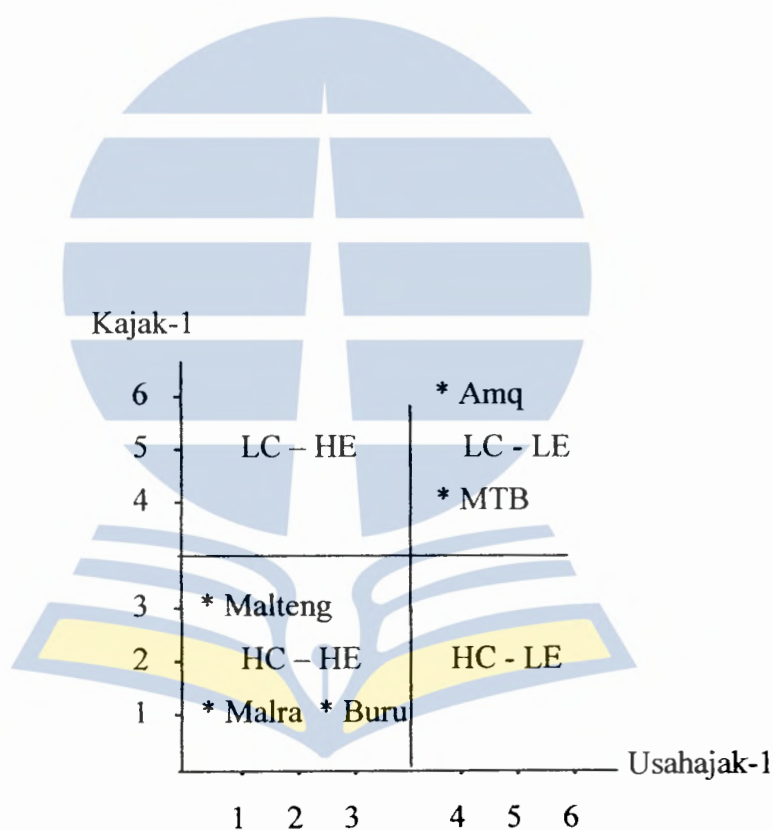 Kajak-1
6 * Amq
5 LC – HE LC - LE
4 * MTB
3 * Malteng
2 HC – HE HC - LE
1 * Malra * Buru
Usahajak-1
1 2 3 4 5 6